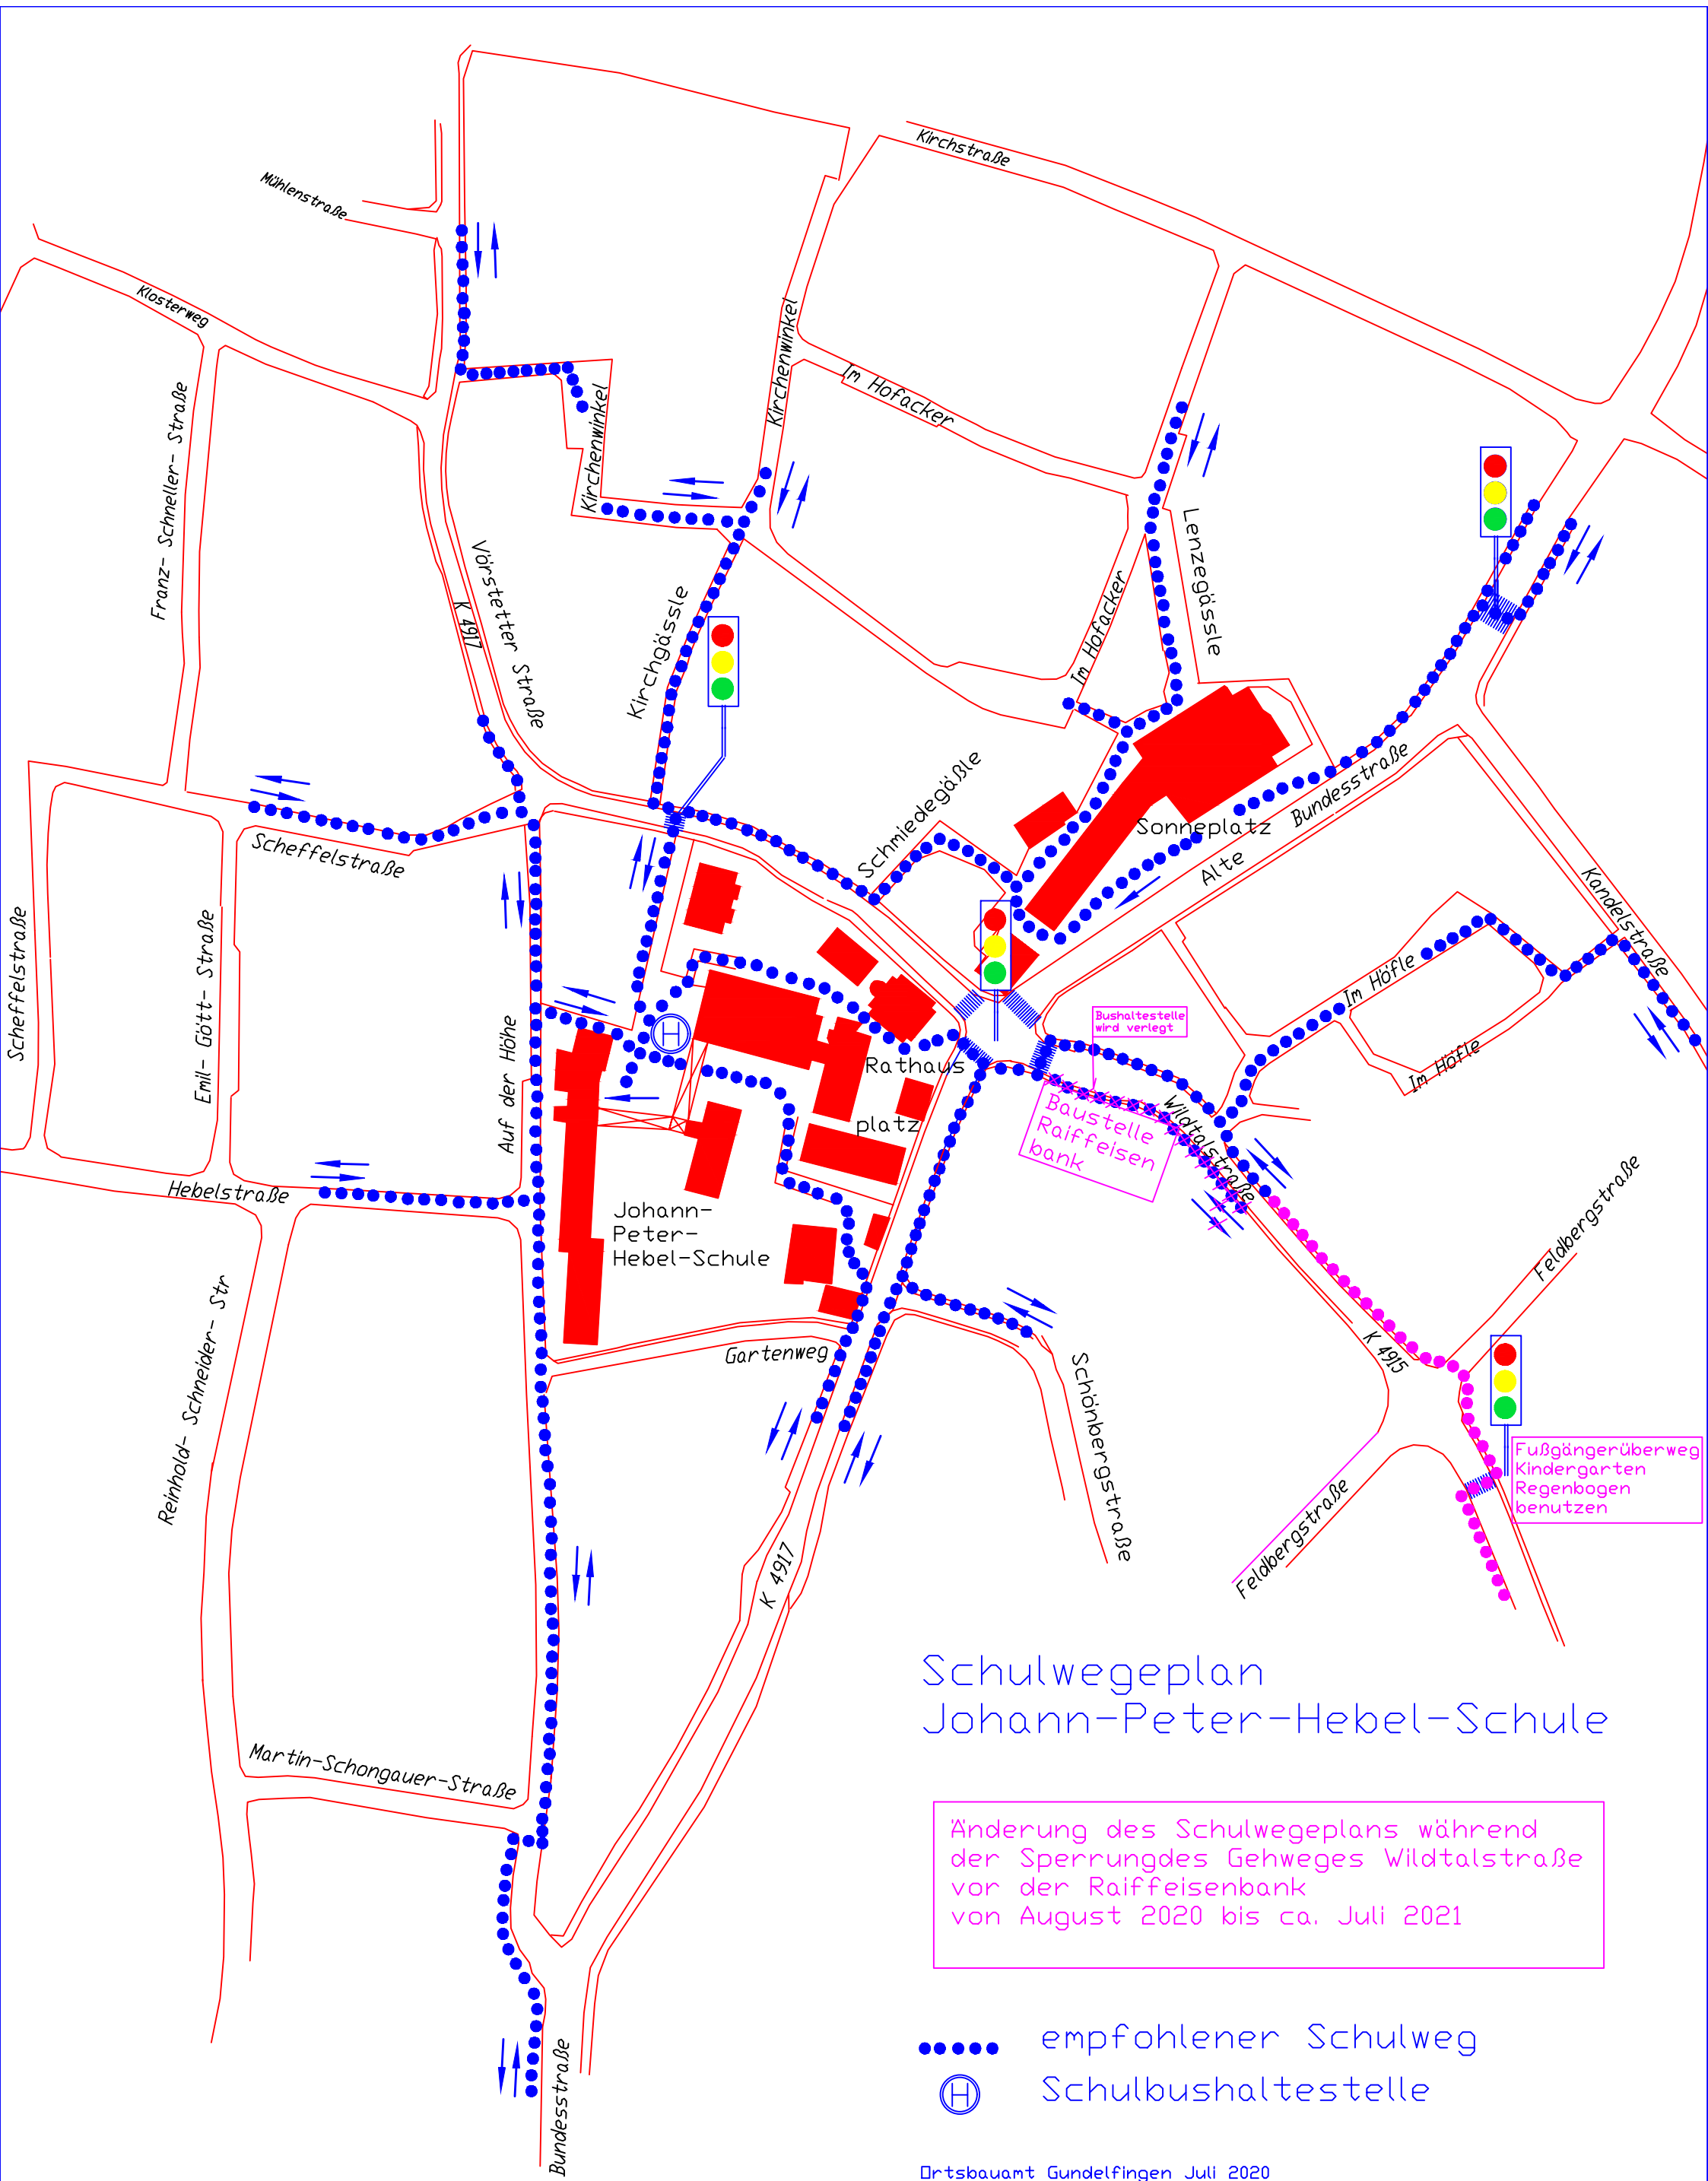 Kirchstraße
Mühlenstraße
Klosterweg
Kirchenwinkel
Im Hofacker
Kirchenwinkel
Franz- Schneller- Straße
Lenzegässle
Vörstetter Straße
K 4917
Im Hofacker
Kirchgässle
Schmiedegäßle
Bundesstraße
Sonneplatz
Alte
Scheffelstraße
Kandelstraße
Scheffelstraße
Emil- Gött- Straße
Im Höfle
Bushaltestelle
wird verlegt
Auf der Höhe
H
Rathaus
platz
Im Höfle
Baustelle
Raiffeisen
bank
Wildtalstraße
Hebelstraße
Johann-
Peter-
Hebel-Schule
Feldbergstraße
Reinhold- Schneider- Str
Gartenweg
K 4915
Schönbergstraße
Fußgängerüberweg
Kindergarten
Regenbogen
benutzen
Feldbergstraße
K 4917
Schulwegeplan
Johann-Peter-Hebel-Schule
Martin-Schongauer-Straße
Änderung des Schulwegeplans während
der Sperrungdes Gehweges Wildtalstraße
vor der Raiffeisenbank
von August 2020 bis ca. Juli 2021
empfohlener Schulweg
H
Schulbushaltestelle
Bundesstraße
Ortsbauamt Gundelfingen Juli 2020